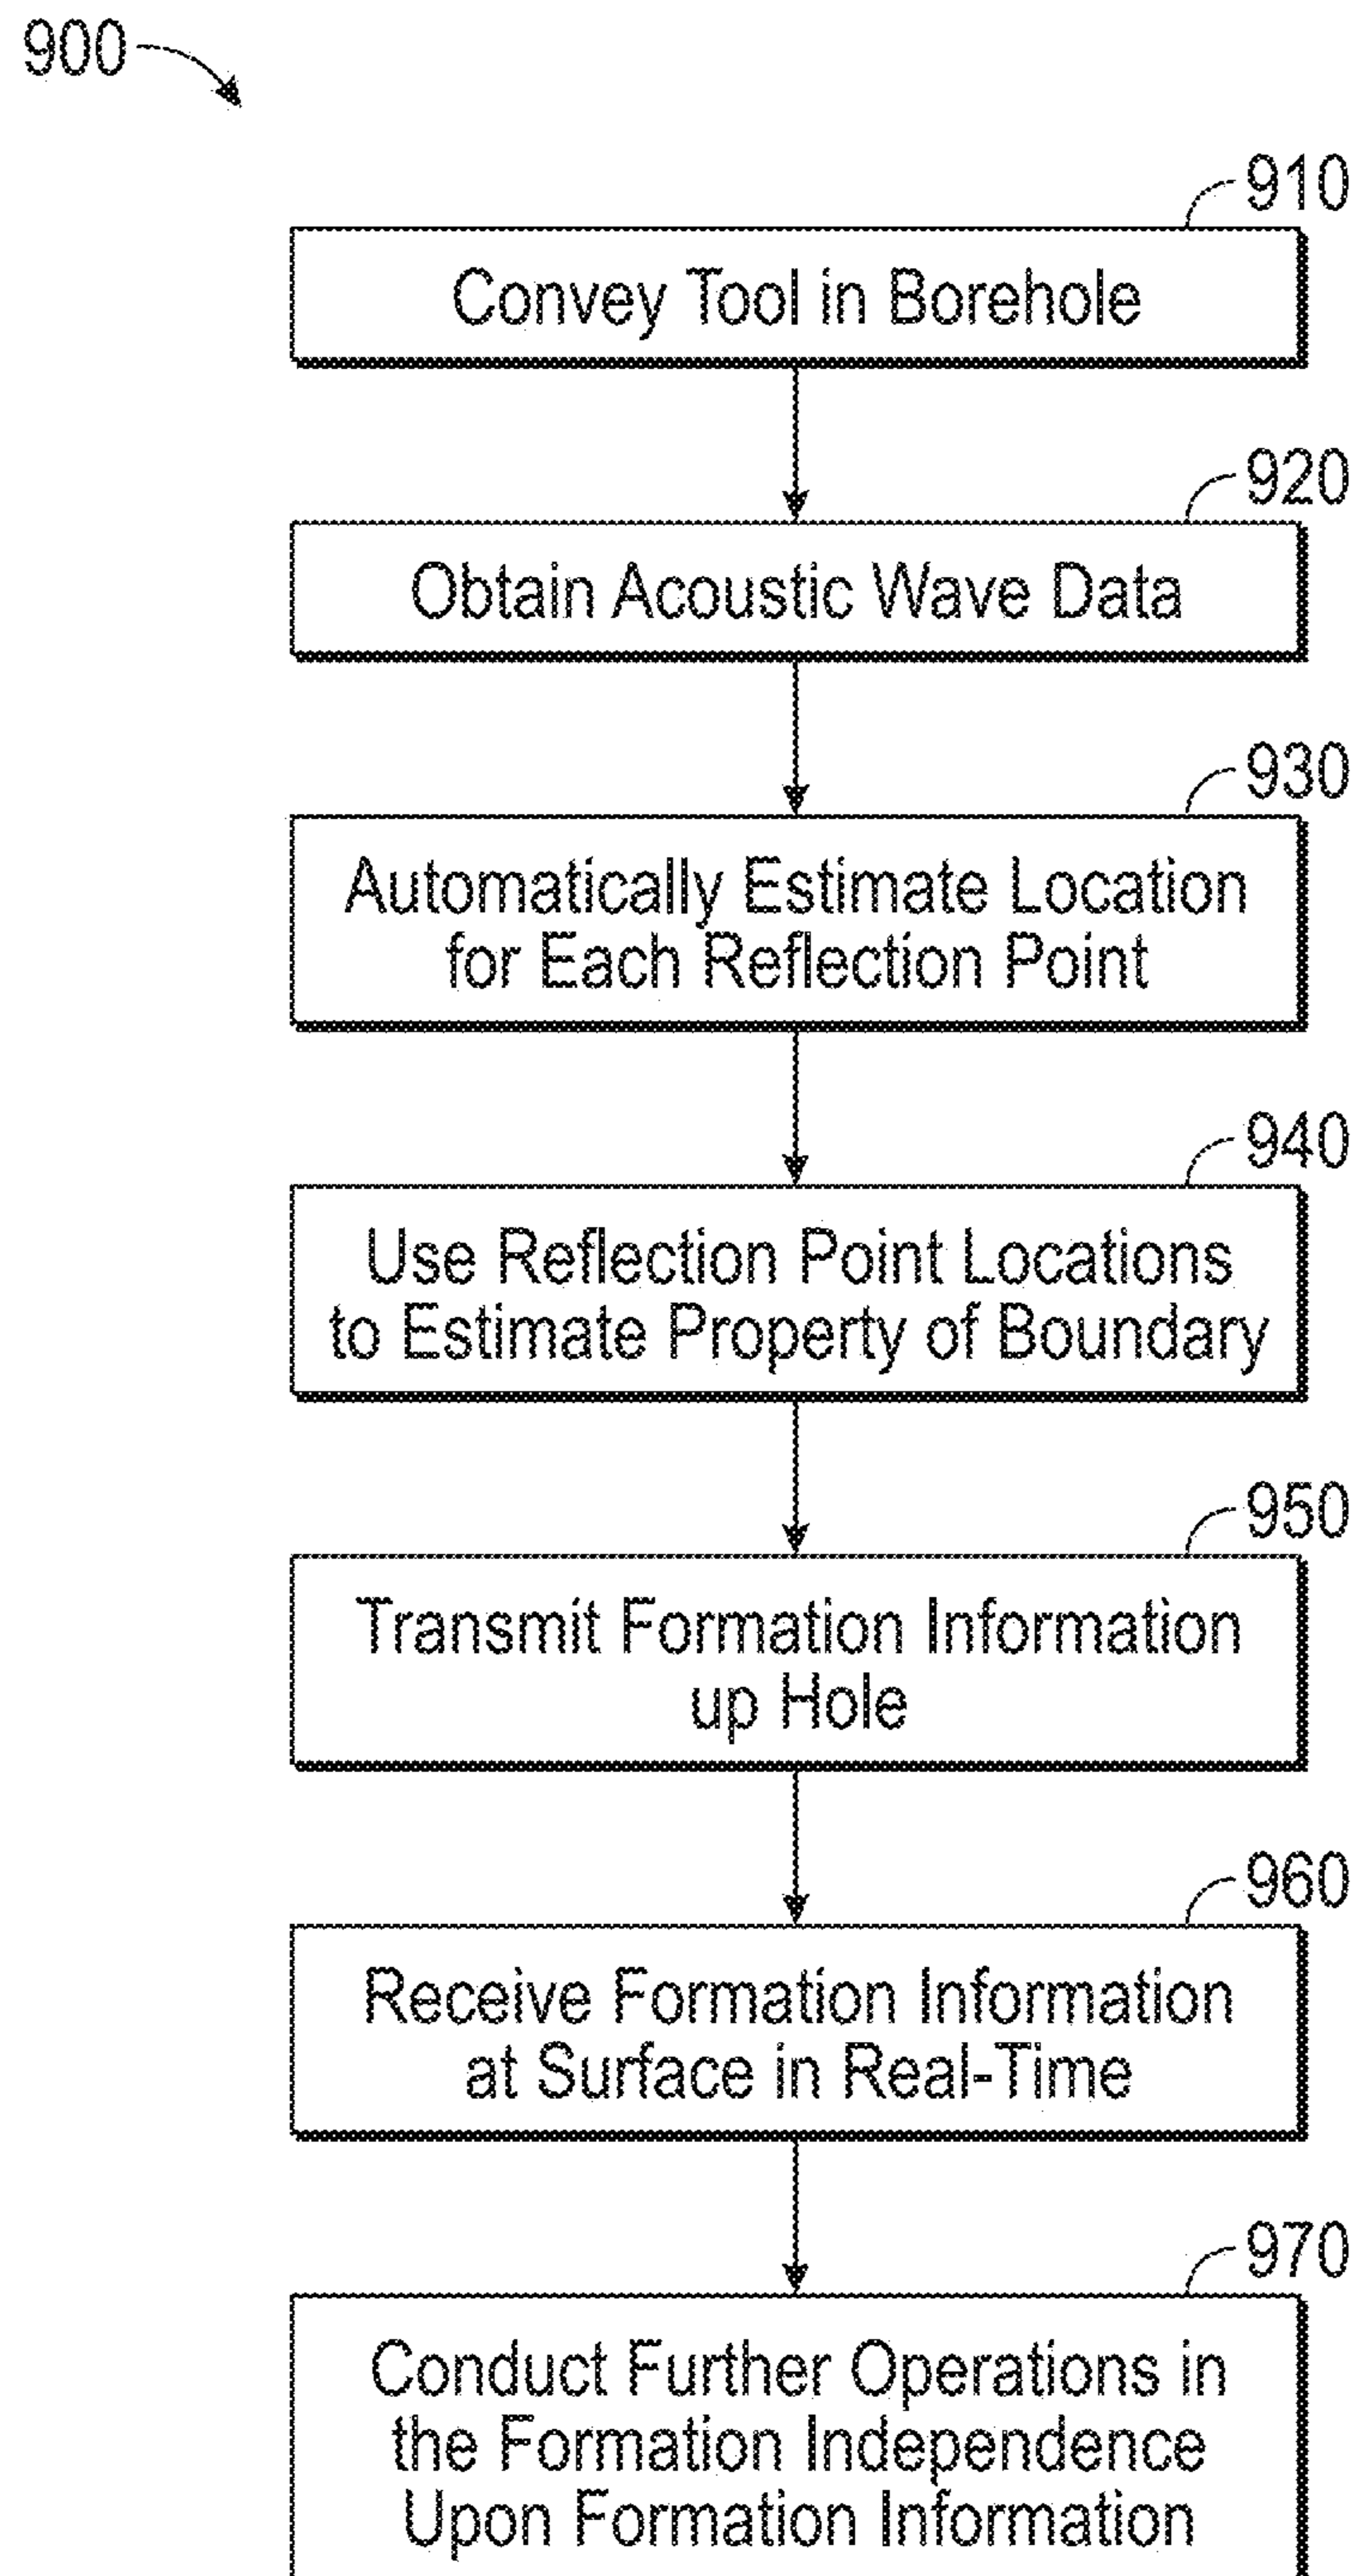 900
910
Convey Tool in Borehole
920
Obtain Acoustic Wave Data
930
Automatically Estimate Location
for Each Reflection Point
940
Use Reflection Point Locations
to Estimate Property of Boundary
950
Transmit Formation Information
up Hole
960
Receive Formation Information
at Surface in Real-Time
970
Conduct Further Operations in
the Formation Independence
Upon Formation Information